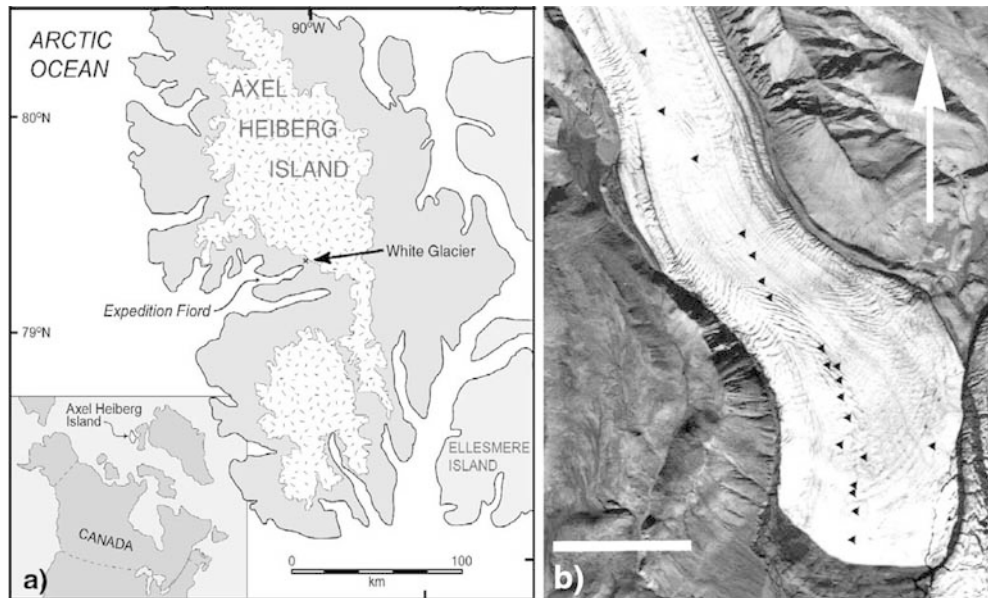 90°W
ARCTIC
OCEAN
80°N
AXEL
HEIBERG
ISLAND
White Glacier
Expedition Fiord
79°N
Axel Heiberg
Island
ELLESMERE
ISLAND
CANADA
a)
0
100
km
b)